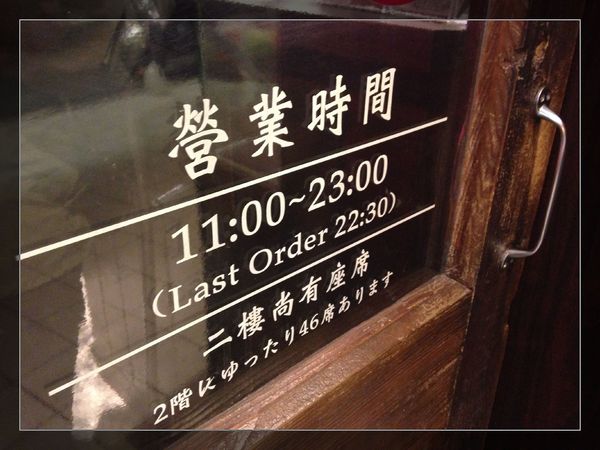 營業時間
11:00~23:00
(Last Order 22:30)
二樓尚有座席
2階にゆったり46席あります